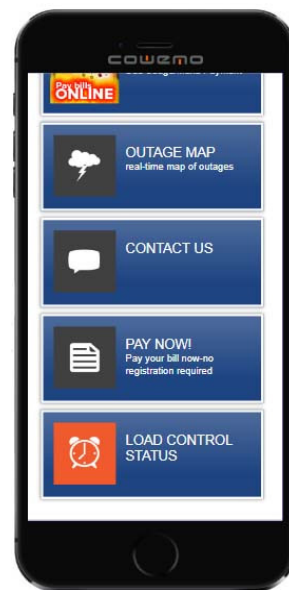 cowemo
Pay bills
ONLINE
OUTAGE MAP
real-time map of outages
CONTACT US
PAY NOW!
Pay your bill now-no
registration required
LOAD CONTROL
STATUS